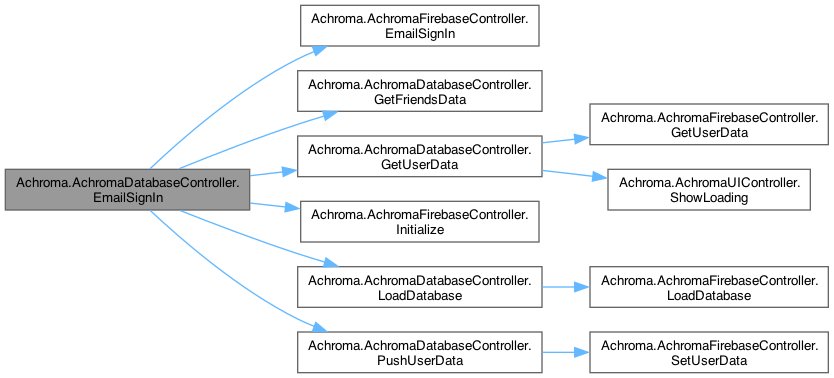 Achroma.AchromaDatabaseController.
EmailSignIn
Achroma.AchromaFirebaseController.
EmailSignIn
Achroma.AchromaDatabaseController.
GetFriendsData
Achroma.AchromaDatabaseController.
GetUserData
Achroma.AchromaFirebaseController.
GetUserData
Achroma.AchromaUIController.
ShowLoading
Achroma.AchromaFirebaseController.
Initialize
Achroma.AchromaDatabaseController.
LoadDatabase
Achroma.AchromaFirebaseController.
LoadDatabase
Achroma.AchromaDatabaseController.
PushUserData
Achroma.AchromaFirebaseController.
SetUserData